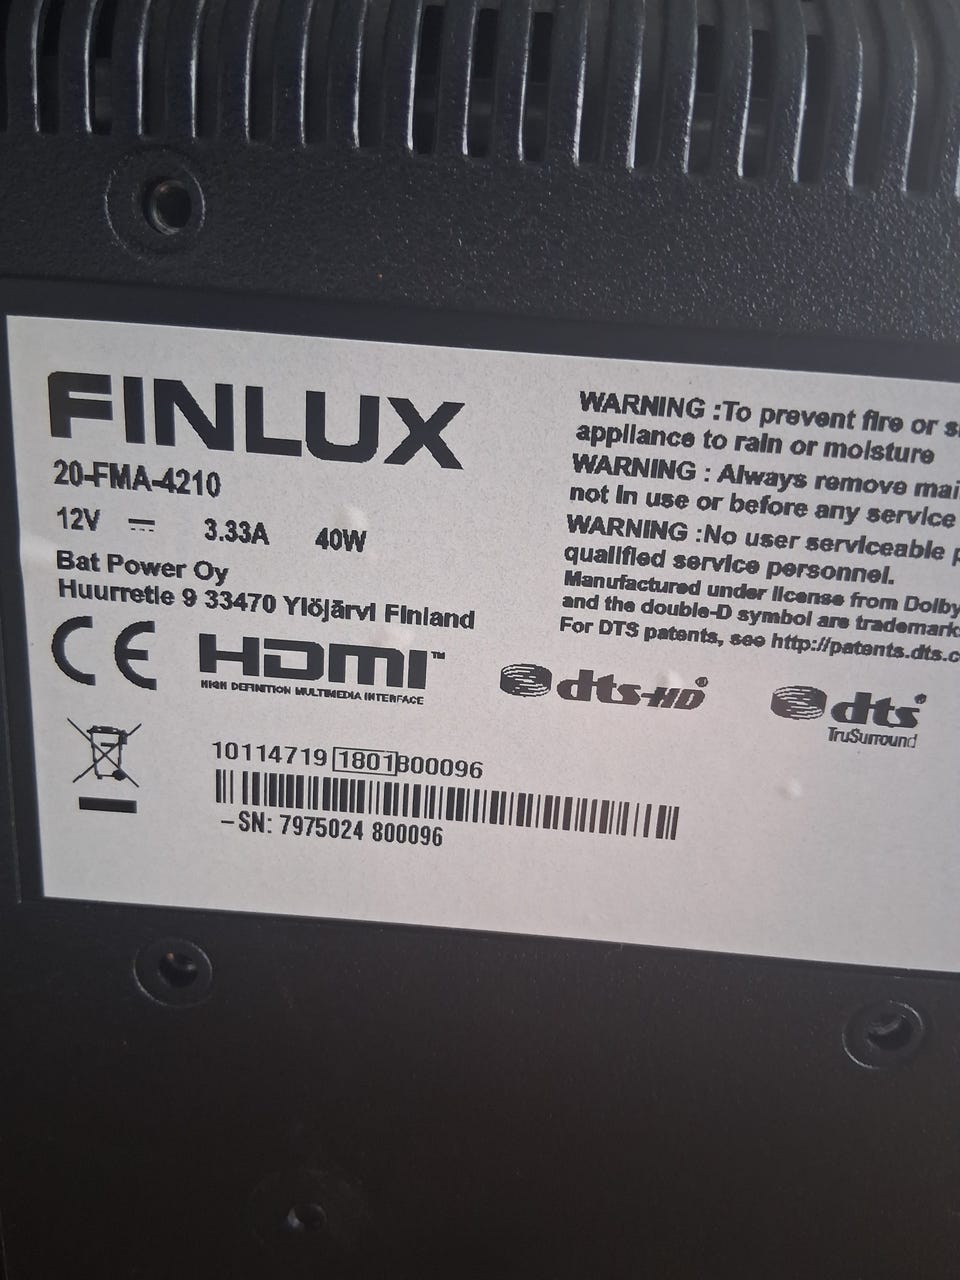 FINLUX
20-FMA-4210
12V 3.33A 40W
Bat Power Oy
Huurretie 9 33470 Ylöjärvi Finland
CE HDMI™
HIGH DEFINITION MULTIMEDIA INTERFACE
WARNING :To prevent fire or
appliance to rain or moisture
WARNING : Always remove
not in use or before any service
WARNING :No user serviceable
qualified service personnel.
Manufactured under license from Dolby
and the double-D symbol are
For DTS patents, see
dts-HD®
dts®
TruSurround
10114719 1801 800096
-SN: 7975024 800096